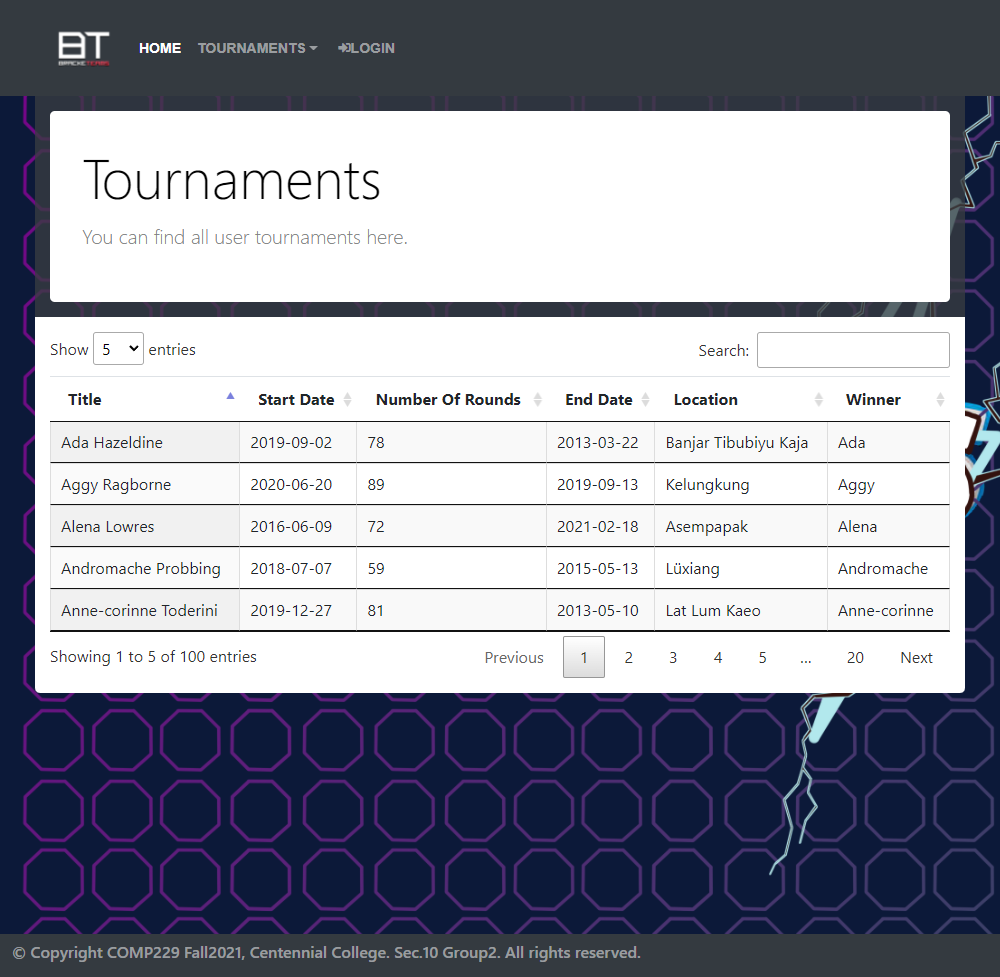 BT
HOME TOURNAMENTS LOGIN
Tournaments
You can find all user tournaments here.
Show 5 entries Search:
Title Start Date Number Of Rounds End Date Location Winner
Ada Hazeldine 2019-09-02 78 2013-03-22 Banjar Tibubiyu Kaja Ada
Aggy Ragborne 2020-06-20 89 2019-09-13 Kelungkung Aggy
Alena Lowres 2016-06-09 72 2021-02-18 Asempapak Alena
Andromache Probbing 2018-07-07 59 2015-05-13 Lüxiang Andromache
Anne-corinne Toderini 2019-12-27 81 2013-05-10 Lat Lum Kaeo Anne-corinne
Showing 1 to 5 of 100 entries Previous 1 2 3 4 5 … 20 Next
© Copyright COMP229 Fall2021, Centennial College. Sec.10 Group2. All rights reserved.